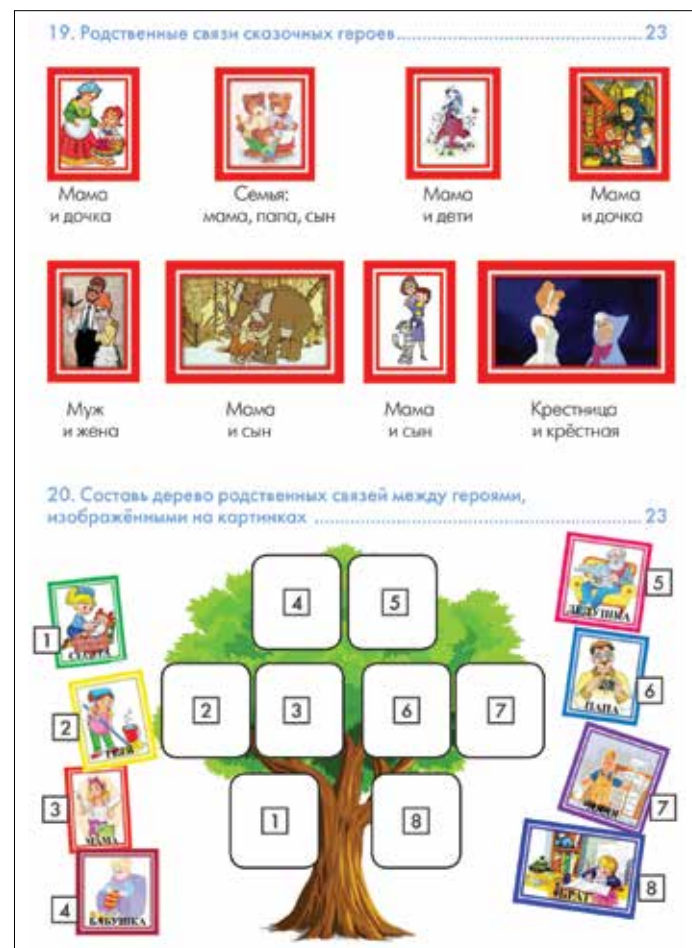 19. Родственные связи сказочных героев........................................ 23
Мама
и дочка
Семья:
мама, папа, сын
Мама
и дети
Мама
и дочка
Муж
и жена
Мама
и сын
Мама
и сын
Крестница
и крёстная
20. Составь дерево родственных связей между героями,
изображёнными на картинках ..................................................... 23
1
2
3
МАМА
4
БАБУШКА
4
5
2
3
6
7
1
8
ДЕДУШКА
5
ПАПА
6
7
БРАТ
8